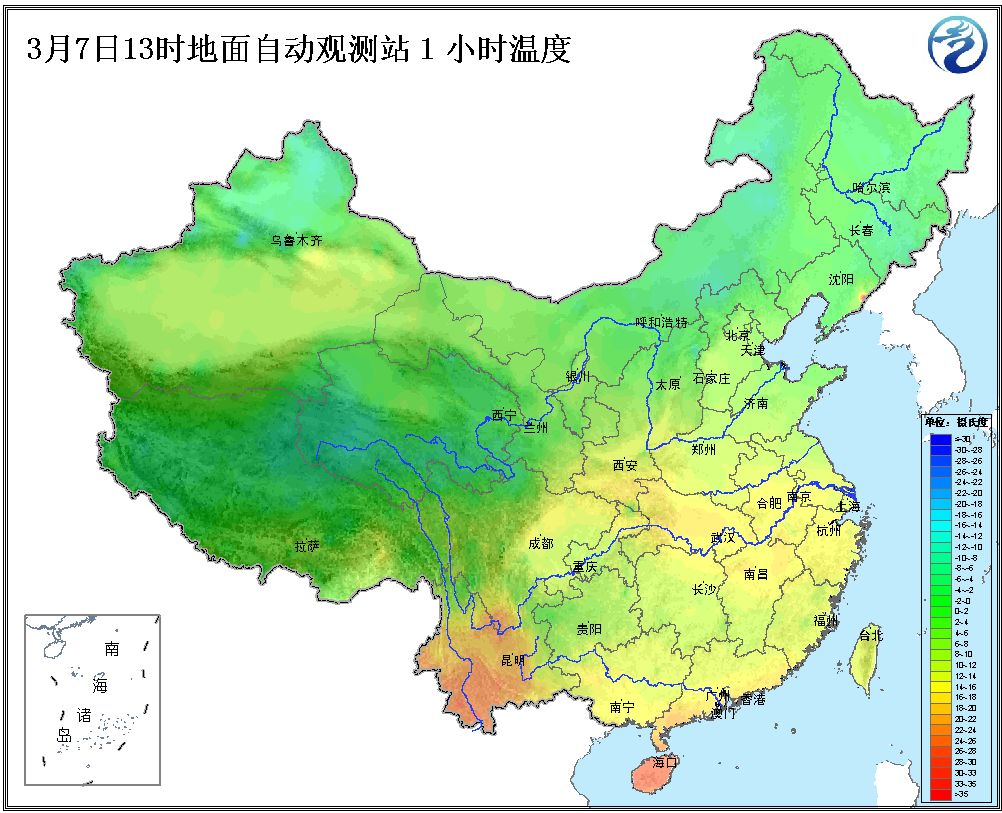 3月7日13时地面自动观测站 1 小时温度
哈尔滨
长春
乌鲁木齐
沈阳
呼和浩特
北京
天津
银川
太原
石家庄
济南
西宁
兰州
郑州
西安
合肥
南京
上海
杭州
武汉
成都
拉萨
重庆
南昌
长沙
贵阳
福州
台北
昆明
南宁
广州
香港
澳门
海口
南
海
诸
岛
单位: 摄氏度
≤-30
-30~-28
-28~-26
-26~-24
-24~-22
-22~-20
-20~-18
-18~-16
-16~-14
-14~-12
-12~-10
-10~-8
-8~-6
-6~-4
-4~-2
-2~0
0~2
2~4
4~6
6~8
8~10
10~12
12~14
14~16
16~18
18~20
20~22
22~24
24~26
26~28
28~30
30~33
33~35
>35